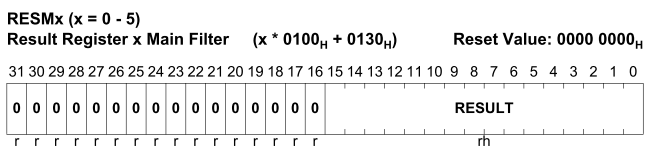 RESMx (x = 0 - 5)
Result Register x Main Filter (x * 0100H + 0130H) Reset Value: 0000 0000H
31 30 29 28 27 26 25 24 23 22 21 20 19 18 17 16 15 14 13 12 11 10 9 8 7 6 5 4 3 2 1 0
0 0 0 0 0 0 0 0 0 0 0 0 0 0 0 0 RESULT
r r r r r r r r r r r r r r r r rh